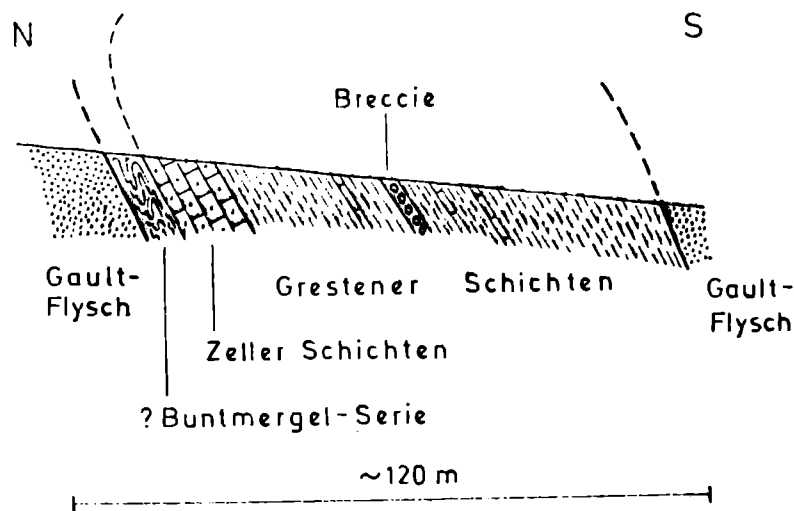 N
S
Breccie
Gault-
Flysch
Grestener Schichten
Gault-
Flysch
Zeller Schichten
? Buntmergel-Serie
~120 m